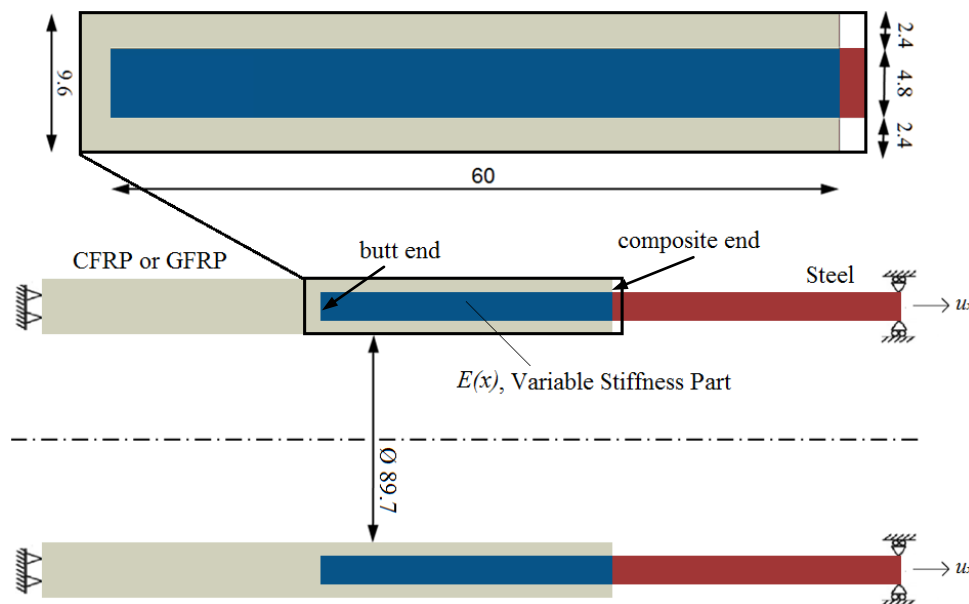 2.4
9.6
4.8
2.4
60
butt end
composite end
CFRP or GFRP
Steel
E(x), Variable Stiffness Part
Ø 89.7